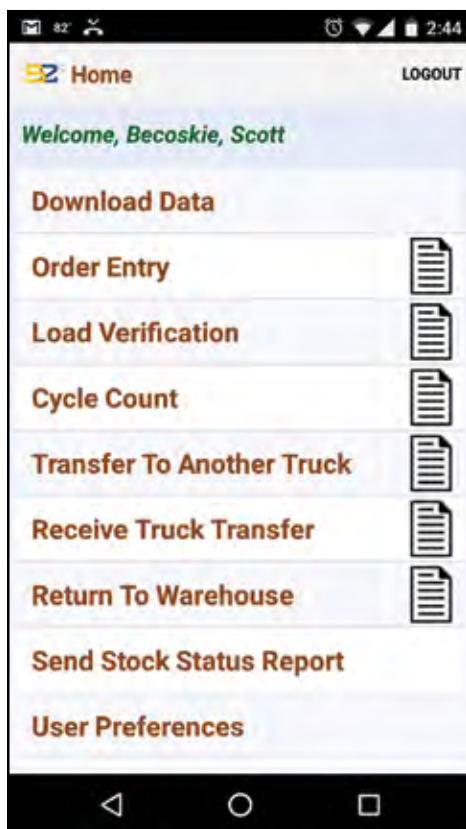 82° 2:44
S2 Home LOGOUT
Welcome, Becoskie, Scott
Download Data
Order Entry
Load Verification
Cycle Count
Transfer To Another Truck
Receive Truck Transfer
Return To Warehouse
Send Stock Status Report
User Preferences